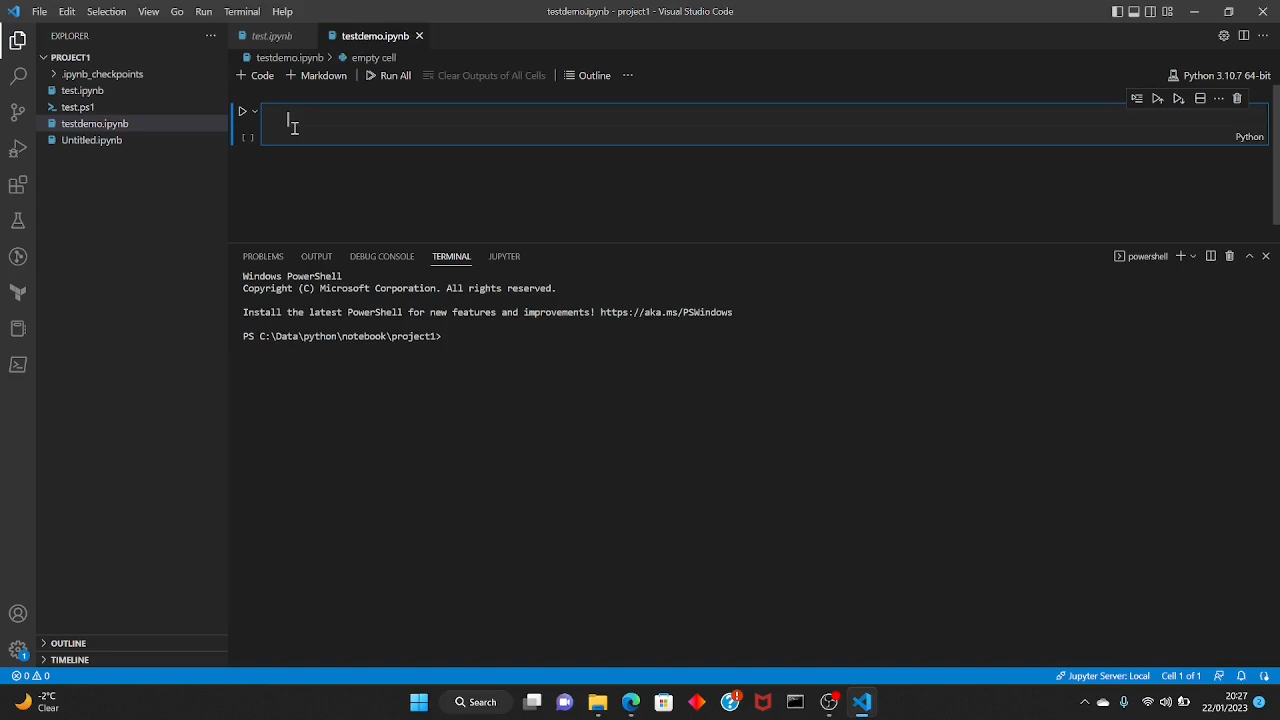 File Edit Selection View Go Run Terminal Help
testdemo.ipynb - project1 - Visual Studio Code
EXPLORER
PROJECT1
.ipynb_checkpoints
test.ipynb
test.ps1
testdemo.ipynb
Untitled.ipynb
OUTLINE
TIMELINE
test.ipynb testdemo.ipynb
testdemo.ipynb > empty cell
Code Markdown Run All Clear Outputs of All Cells Outline
Python 3.10.7 64-bit
[ ]
Python
PROBLEMS OUTPUT DEBUG CONSOLE TERMINAL JUPYTER
powershell
Windows PowerShell
Copyright (C) Microsoft Corporation. All rights reserved.
Install the latest PowerShell for new features and improvements! https://aka.ms/PSWindows
PS C:\Data\python\notebook\project1>
1
0 0
Jupyter Server: Local Cell 1 of 1
-2°C
Clear
Search
20:27
22/01/2023
2